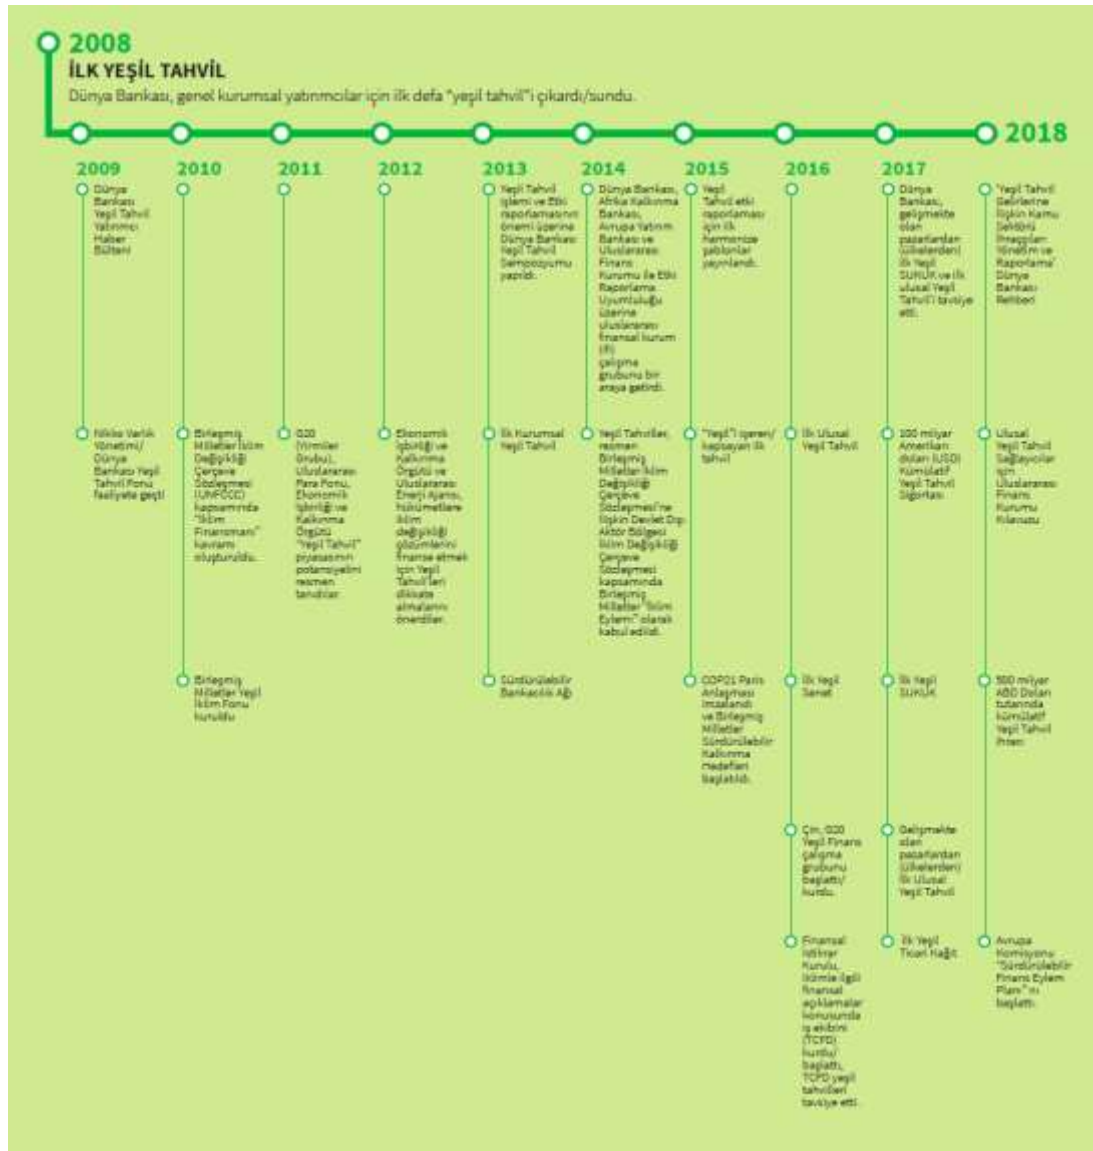 2008
İLK YEŞİL TAHVİL
Dünya Bankası, genel kurumsal yatırımcılar için ilk defa "yeşil tahvil"i çıkardı/sundu.
2018
2009
Dünya
Bankası
Yeşil Tahvil
Yatırımcı
Haber
Bülteni
Nikko Varlık
Yönetimi/
Dünya
Bankası Yeşil
Tahvil Fonu
faaliyete geçti
2010
Birleşmiş
Milletler İklim
Değişikliği
Çerçeve
Sözleşmesi
(UNFCCC)
kapsamında
"İklim
Finansmanı"
kavramı
oluşturuldu.
Birleşmiş
Milletler Yeşil
İklim Fonu
kuruldu
2011
G20
(Yirmiler
Grubu),
Uluslararası
Para Fonu,
Ekonomik
İşbirliği ve
Kalkınma
Örgütü
"Yeşil Tahvil"
piyasasının
potansiyelini
resmen
tanıdılar
2012
Ekonomik
İşbirliği ve
Kalkınma
Örgütü ve
Uluslararası
Enerji Ajansı,
hükümetlere
iklim
değişikliği
çözümlerini
finanse etmek
için Yeşil
Tahvil'leri
dikkate
almalarını
önerdiler.
2013
Yeşil Tahvil
işlemi ve Etki
raporlamasının
önemi üzerine
Dünya Bankası
Yeşil Tahvil
Sempozyumu
yapıldı.
İlk Kurumsal
Yeşil Tahvil
Sürdürülebilir
Bankacılık Ağı
2014
Dünya Bankası,
Afrika Kalkınma
Bankası,
Avrupa Yatırım
Bankası ve
Uluslararası
Finans
Kurumu ile Etki
Raporlama
Uyumluluğu
üzerine
uluslararası
finansal kurum
(ifi)
çalışma
grubunu bir
araya getirdi.
Yeşil Tahviller,
resmen
Birleşmiş
Milletler İklim
Değişikliği
Çerçeve
Sözleşmesi'ne
İlişkin Devlet Dışı
Aktör Bölgesi
İklim Değişikliği
Çerçeve
Sözleşmesi
kapsamında
Birleşmiş
Milletler "İklim
Eylemi" olarak
kabul edildi.
2015
Yeşil
Tahvil etki
raporlaması
için ilk
harmonize
şablonlar
yayınlandı.
"Yeşil"i içeren/
kapsayan ilk
tahvil
COP21 Paris
Anlaşması
imzalandı
ve Birleşmiş
Milletler
Sürdürülebilir
Kalkınma
Hedefleri
başlatıldı.
2016
İlk Ulusal
Yeşil Tahvil
İlk Yeşil
Senet
Çin, G20
Yeşil Finans
çalışma
grubunu
başlattı/
kurdu.
Finansal
İstikrar
Kurulu,
iklimle ilgili
finansal
açıklamalar
konusunda
iş ekibini
(TCFD)
kurdu/
başlattı,
TCFD yeşil
tahvilleri
tavsiye etti.
2017
Dünya
Bankası,
gelişmekte
olan
pazarlardan
(ülkelerden)
ilk Yeşil
SUKUK ve ilk
ulusal Yeşil
Tahvil'i tavsiye
etti.
100 milyar
Amerikan
doları (USD)
Kümülatif
Yeşil Tahvil
Sigortası
İlk Yeşil
SUKUK
Gelişmekte
olan
pazarlardan
(ülkelerden)
İlk Ulusal
Yeşil Tahvil
İlk Yeşil
Ticari Kağıt
'Yeşil Tahvil
Gelirlerine
İlişkin Kamu
Sektörü
İhraççıları
Yönetim ve
Raporlama'
Dünya
Bankası
Rehberi
Ulusal
Yeşil Tahvil
Sağlayıcılar
için
Uluslararası
Finans
Kurumu
Kılavuzu
500 milyar
ABD Doları
tutarında
kümülatif
Yeşil Tahvil
ihracı
Avrupa
Komisyonu
"Sürdürülebilir
Finans Eylem
Planı" nı
başlattı.